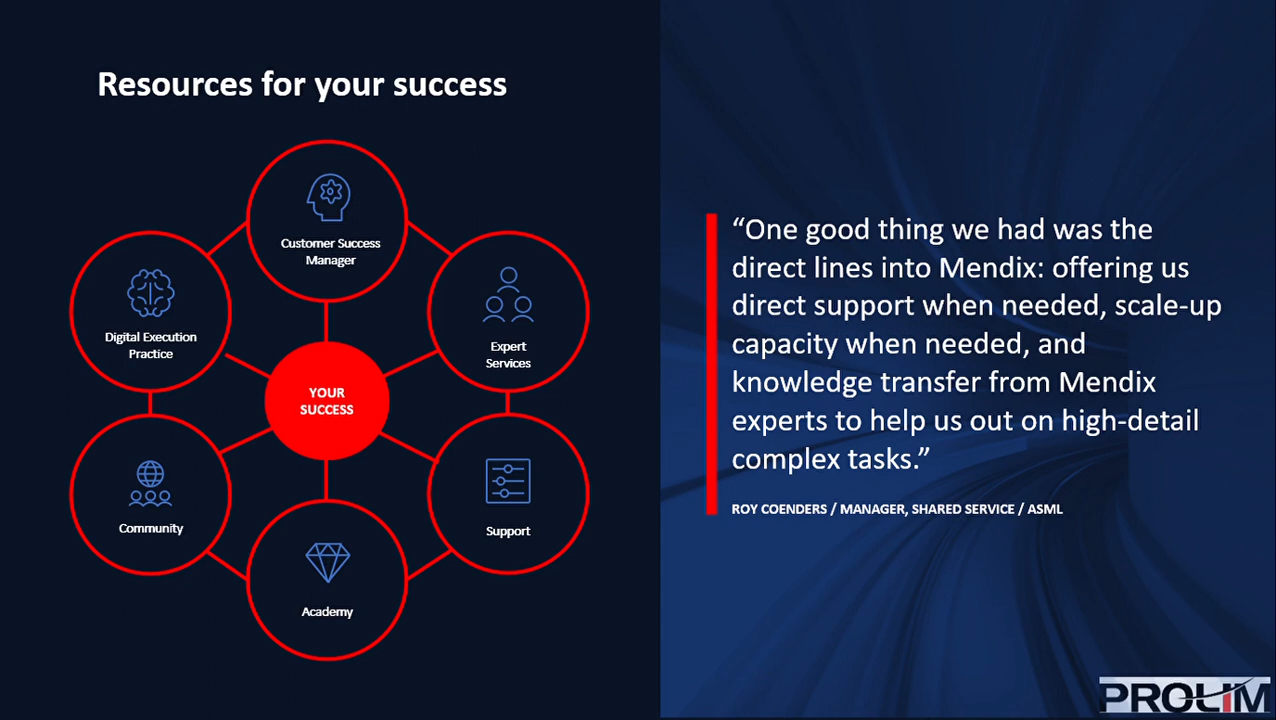 Resources for your success
Customer Success
Manager
Digital Execution
Practice
Expert
Services
YOUR
SUCCESS
Community
Support
Academy
“One good thing we had was the
direct lines into Mendix: offering us
direct support when needed, scale-up
capacity when needed, and
knowledge transfer from Mendix
experts to help us out on high-detail
complex tasks.”
ROY COENDERS / MANAGER, SHARED SERVICE / ASML
PROLIM